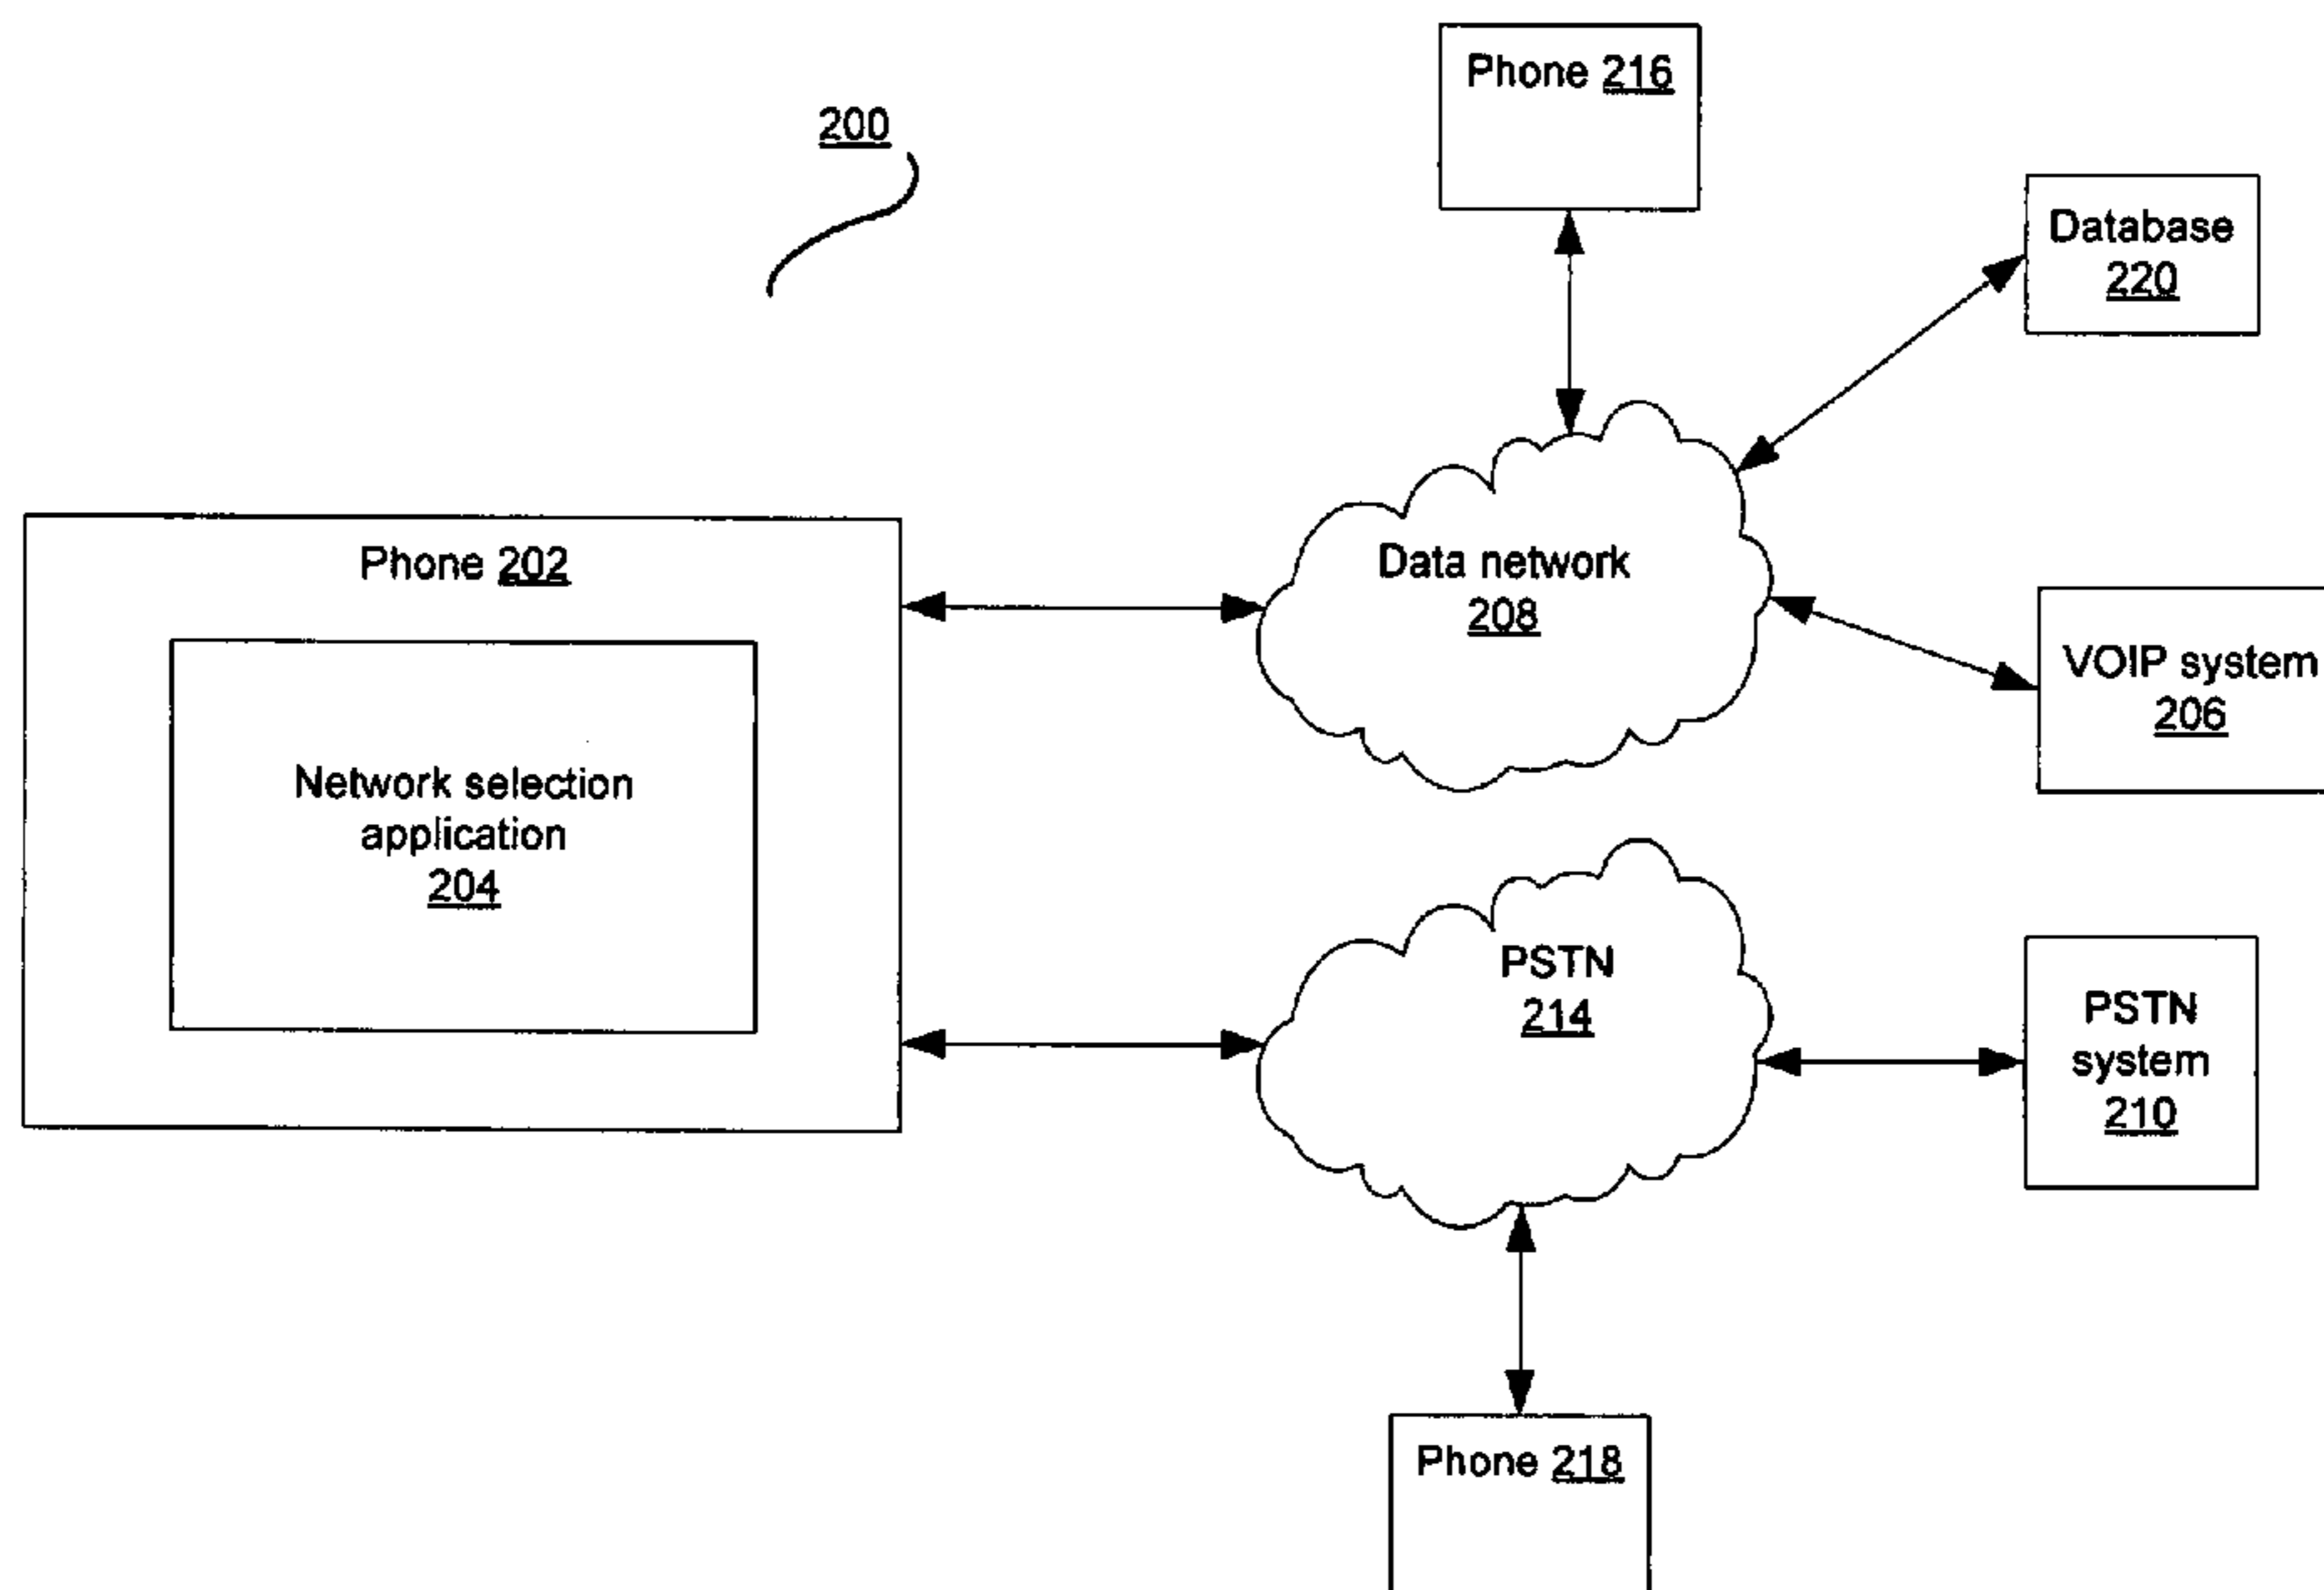 Phone 216
200
Database
220
Phone 202
Data network
208
VOIP system
206
Network selection
application
204
PSTN
214
PSTN
system
210
Phone 218